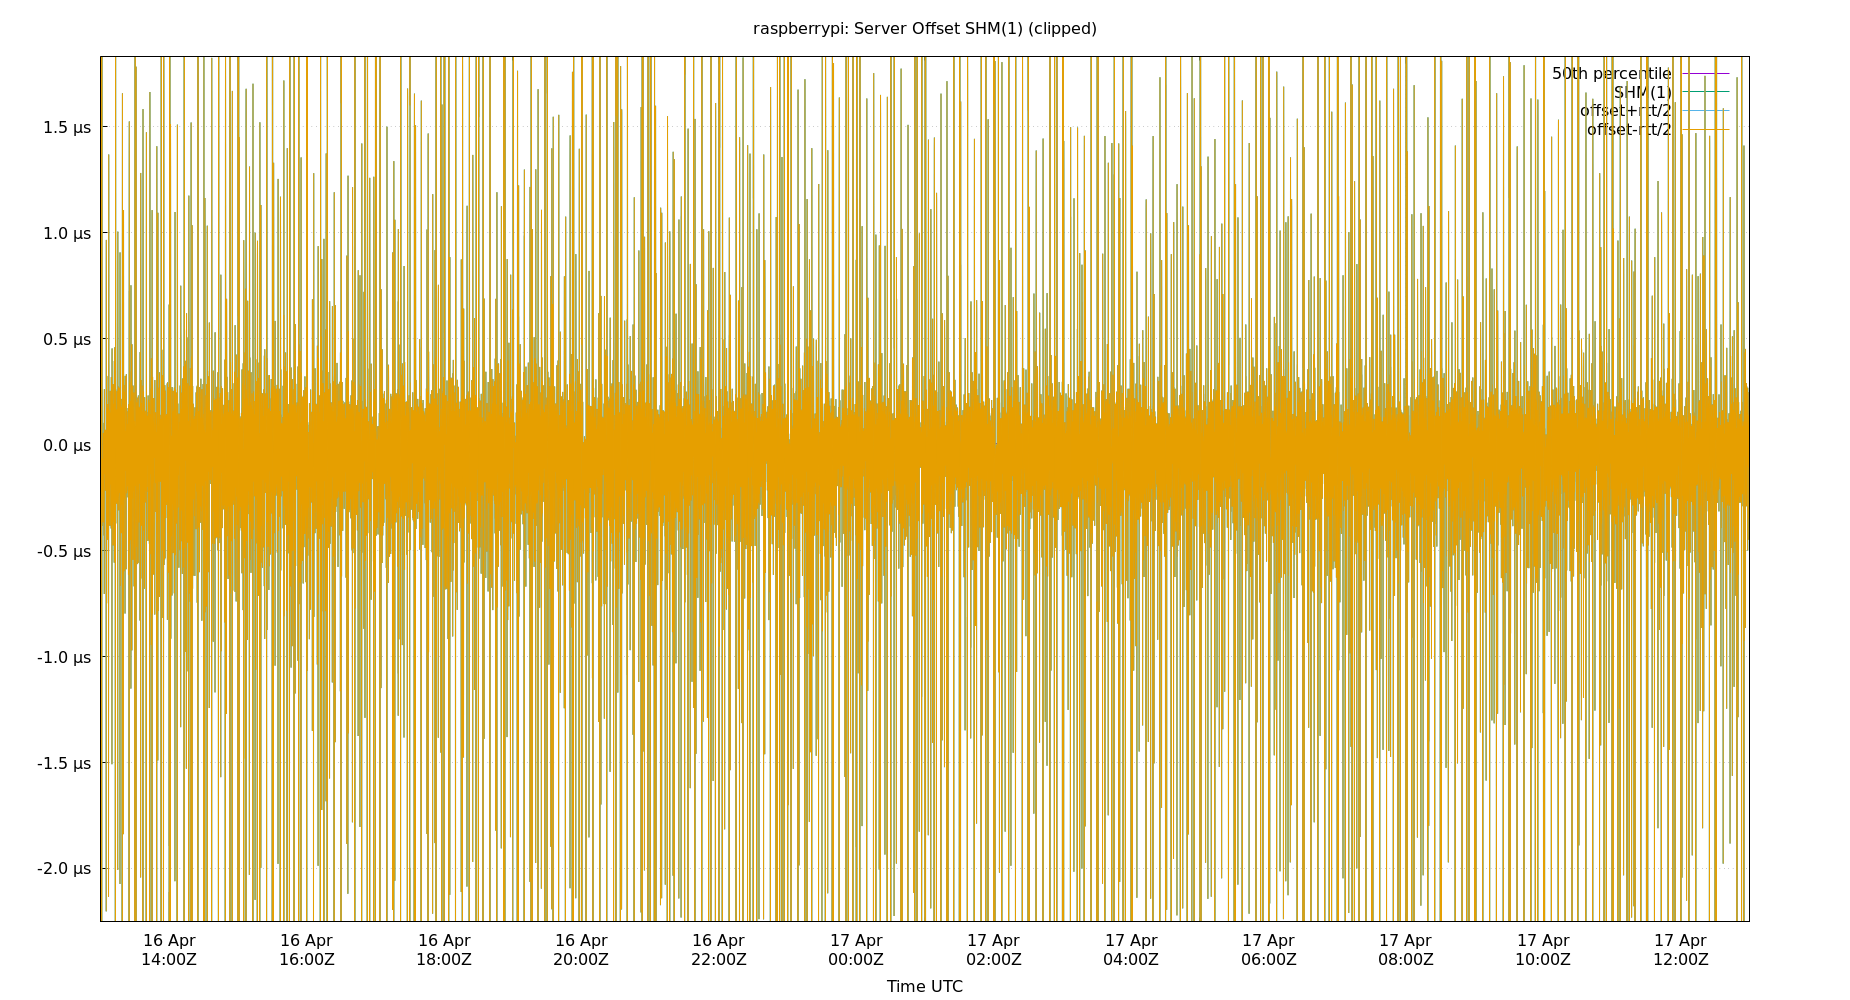 raspberrypi: Server Offset SHM(1) (clipped)
50th percentile
SHM(1)
offset+rtt/2
offset-rtt/2
1.5 µs
1.0 µs
0.5 µs
0.0 µs
-0.5 µs
-1.0 µs
-1.5 µs
-2.0 µs
16 Apr 16 Apr 16 Apr 16 Apr 16 Apr 17 Apr 17 Apr 17 Apr 17 Apr 17 Apr 17 Apr 17 Apr
14:00Z 16:00Z 18:00Z 20:00Z 22:00Z 00:00Z 02:00Z 04:00Z 06:00Z 08:00Z 10:00Z 12:00Z
Time UTC